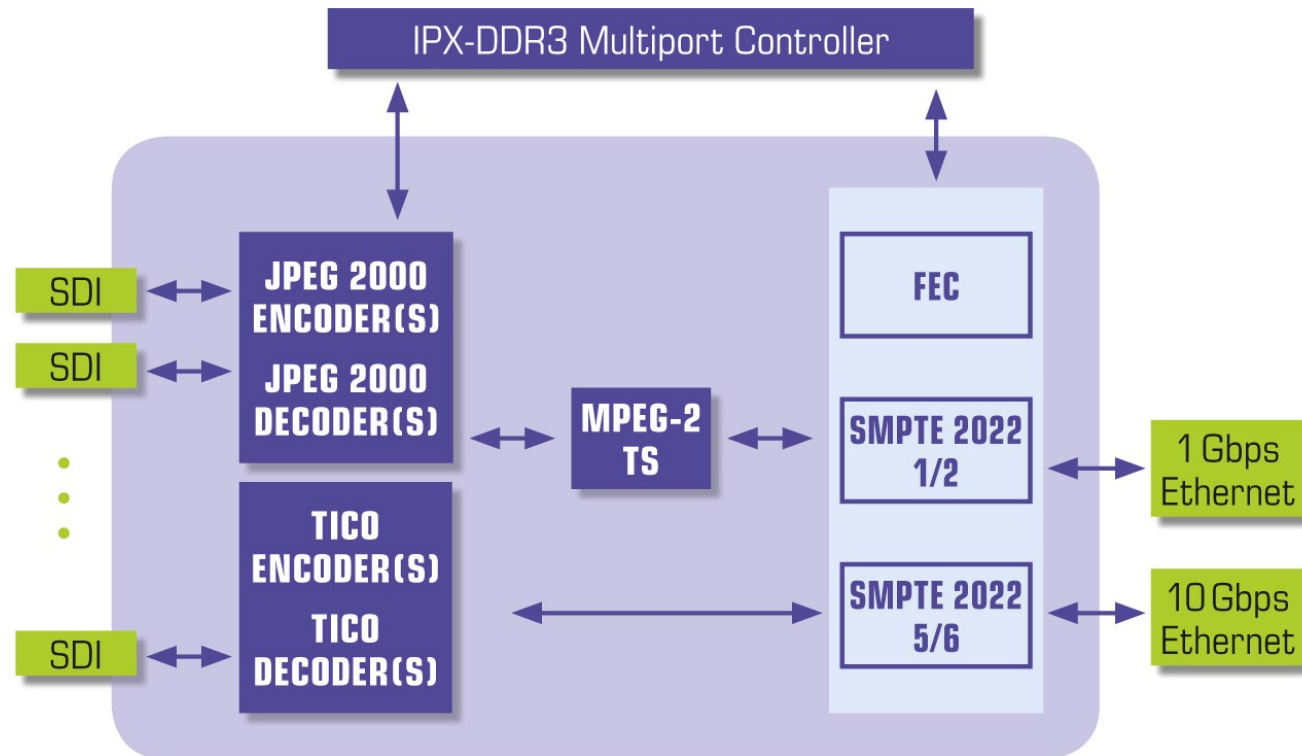 IPX-DDR3 Multiport Controller
SDI
SDI
SDI
JPEG 2000
ENCODER(S)
JPEG 2000
DECODER(S)
TICO
ENCODER(S)
TICO
DECODER(S)
MPEG-2
TS
FEC
SMPTE 2022
1/2
SMPTE 2022
5/6
1 Gbps
Ethernet
10 Gbps
Ethernet